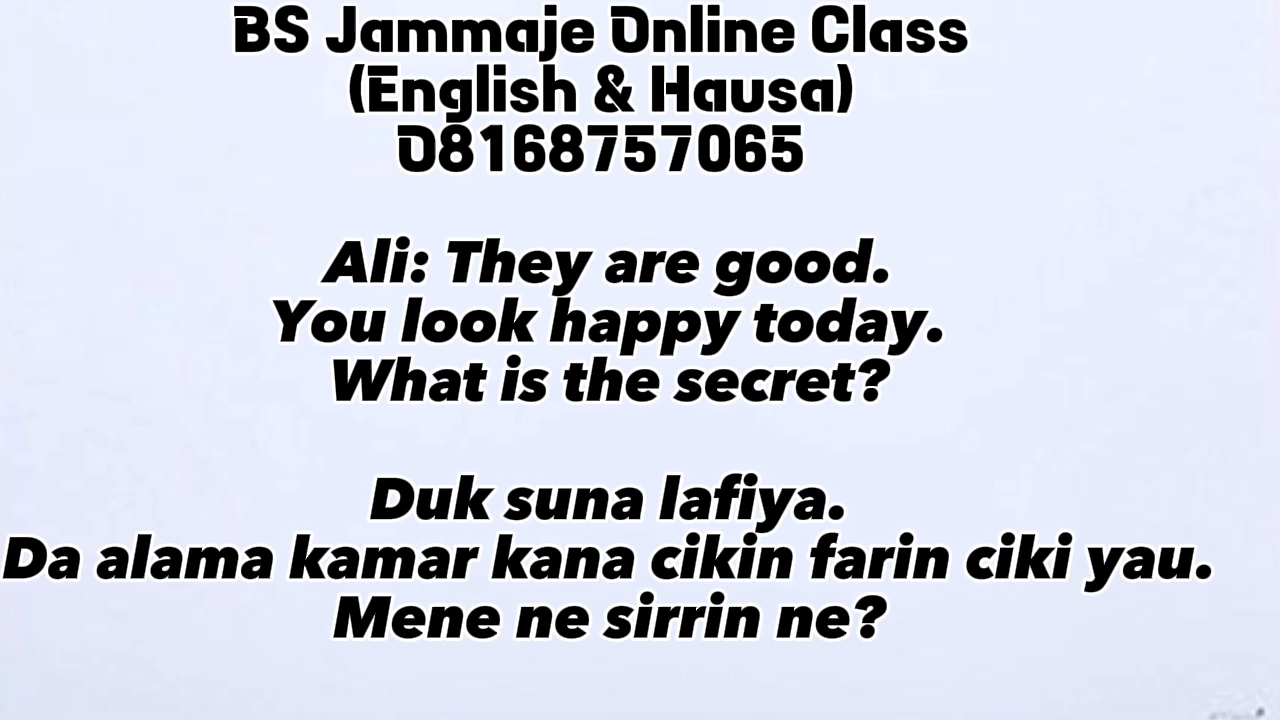 BS Jammaje Online Class
(English & Hausa)
08168757065
Ali: They are good.
You look happy today.
What is the secret?
Duk suna lafiya.
Da alama kamar kana cikin farin ciki yau.
Mene ne sirrin ne?